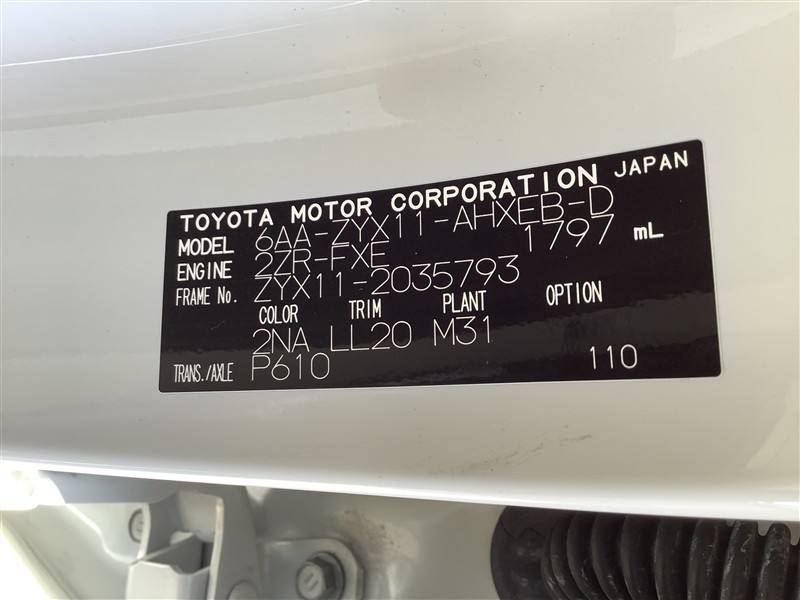 TOYOTA MOTOR CORPORATION JAPAN
MODEL 6AA-ZYX11-AHXEB-D
ENGINE 2ZR-FXE 1797 mL
FRAME No. ZYX11-2035793
COLOR TRIM PLANT OPTION
2NA LL20 M31
TRANS./AXLE P610 110